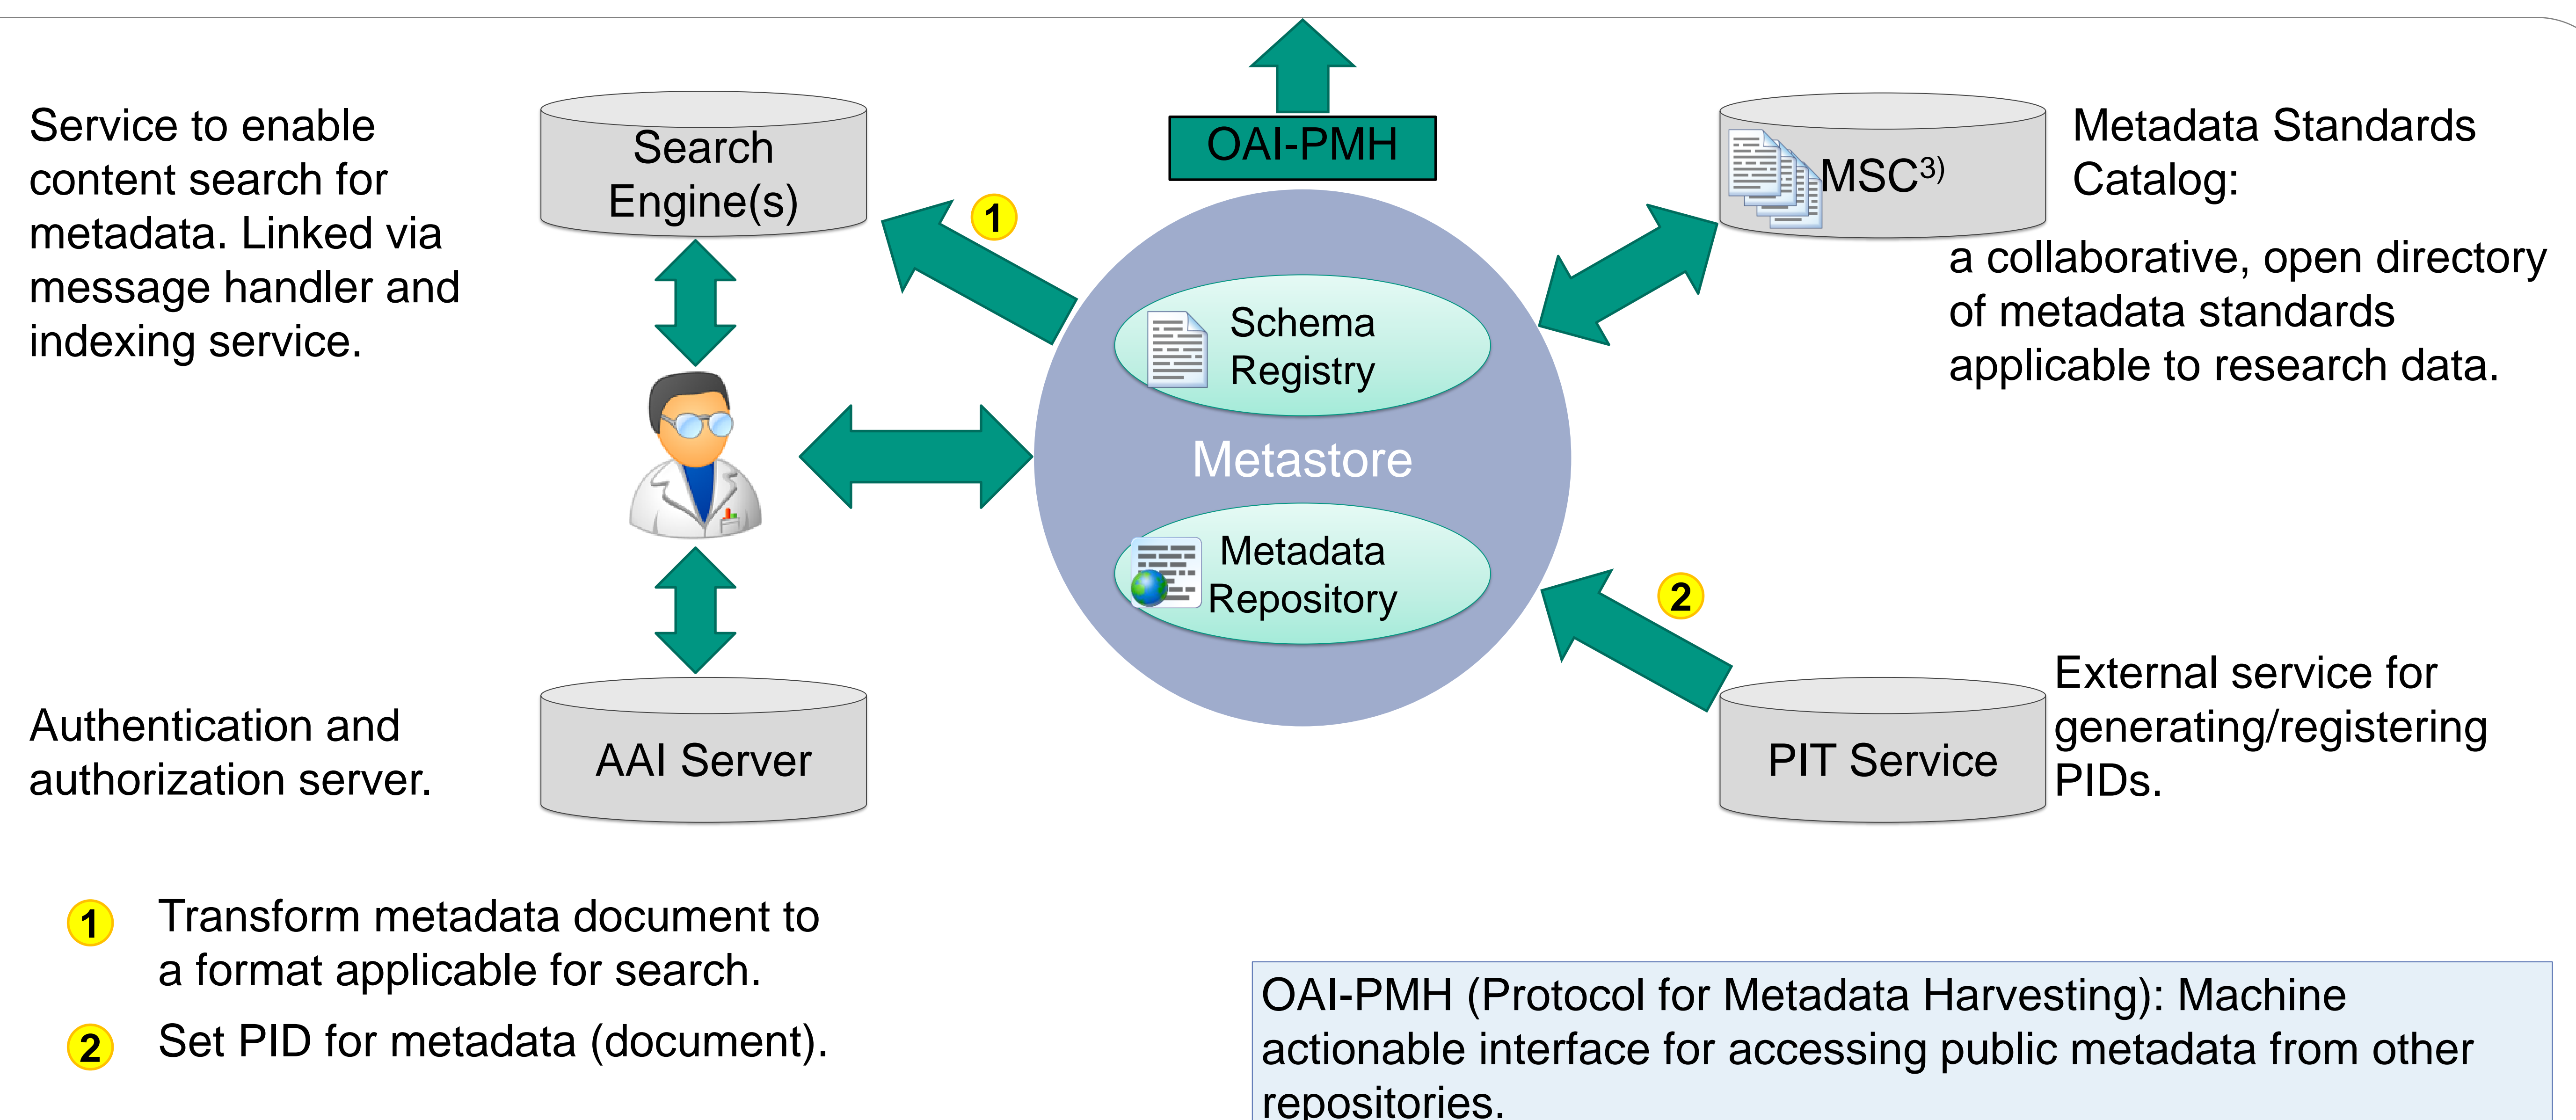 Service to enable
content search for
metadata. Linked via
message handler and
indexing service.
Search
Engine(s)
1
OAI-PMH
MSC3)
Metadata Standards
Catalog:
a collaborative, open directory
of metadata standards
applicable to research data.
Schema
Registry
Metastore
Metadata
Repository
2
Authentication and
authorization server.
AAI Server
PIT Service
External service for
generating/registering
PIDs.
1 Transform metadata document to
a format applicable for search.
2 Set PID for metadata (document).
OAI-PMH (Protocol for Metadata Harvesting): Machine
actionable interface for accessing public metadata from other
repositories.